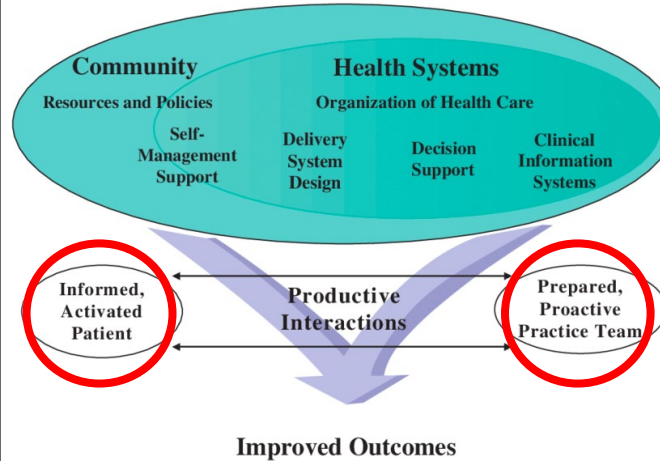 Community
Health Systems
Resources and Policies
Organization of Health Care
Self-
Management
Support
Delivery
System
Design
Decision
Support
Clinical
Information
Systems
Informed,
Activated
Patient
Productive
Interactions
Prepared,
Proactive
Practice Team
Improved Outcomes